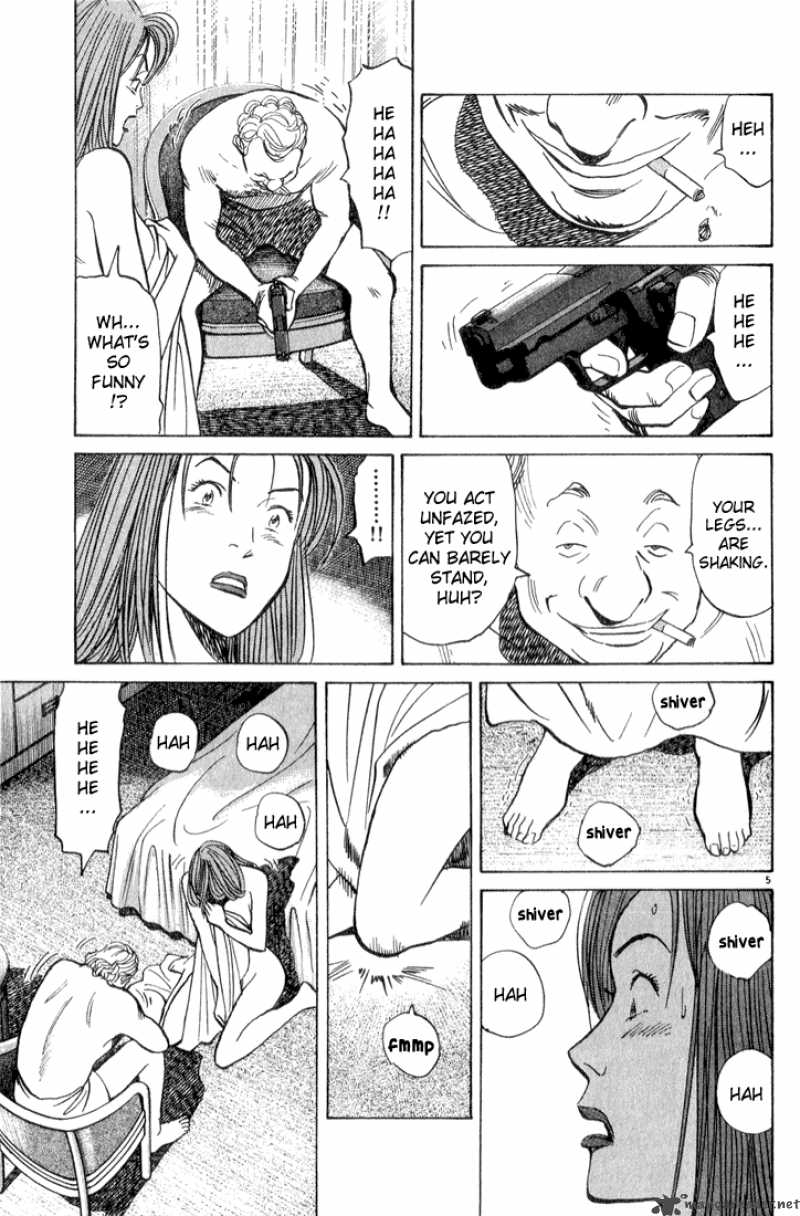 HEH
...
HE
HE
HE
...
HE
HA
HA
HA
HA
!!
WH...
WHAT'S
SO
FUNNY
!?
YOUR
LEGS...
ARE
SHAKING.
YOU ACT
UNFAZED,
YET YOU
CAN BARELY
STAND,
HUH?
.........
!!
shiver
shiver
5
shiver
shiver
HAH
HAH
fmmp
HAH
HAH
HAH
HE
HE
HE
HE
...